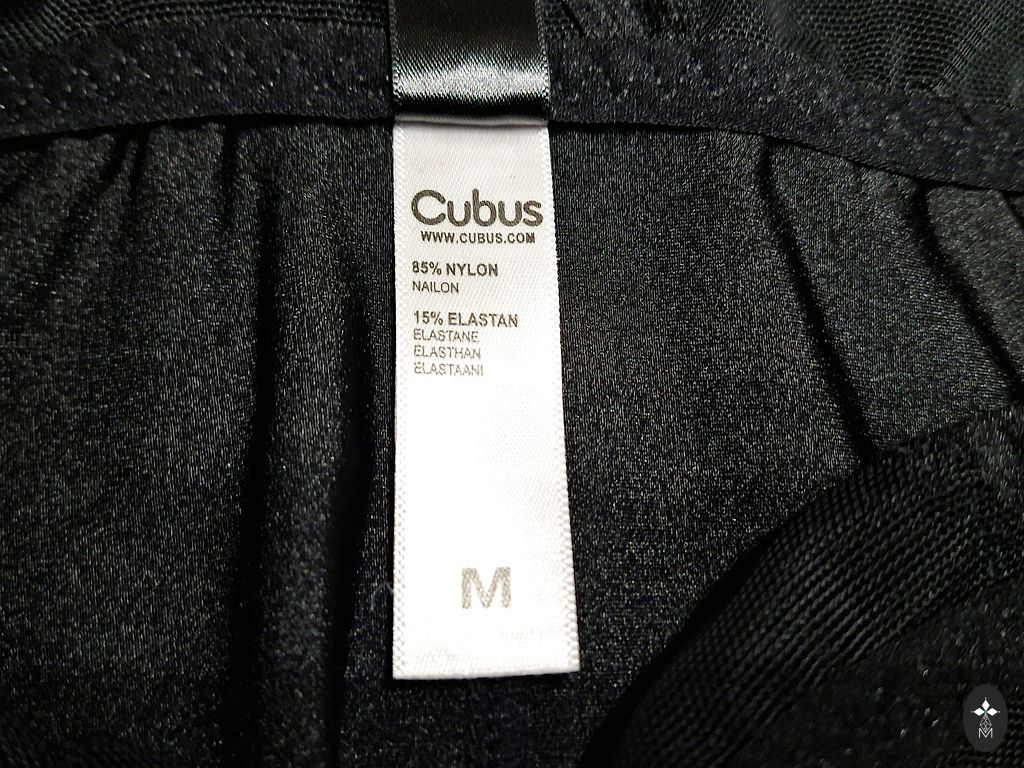 Cubus
WWW.CUBUS.COM
85% NYLON
NAILON
15% ELASTAN
ELASTANE
ELASTHAN
ELASTAANI
M
M